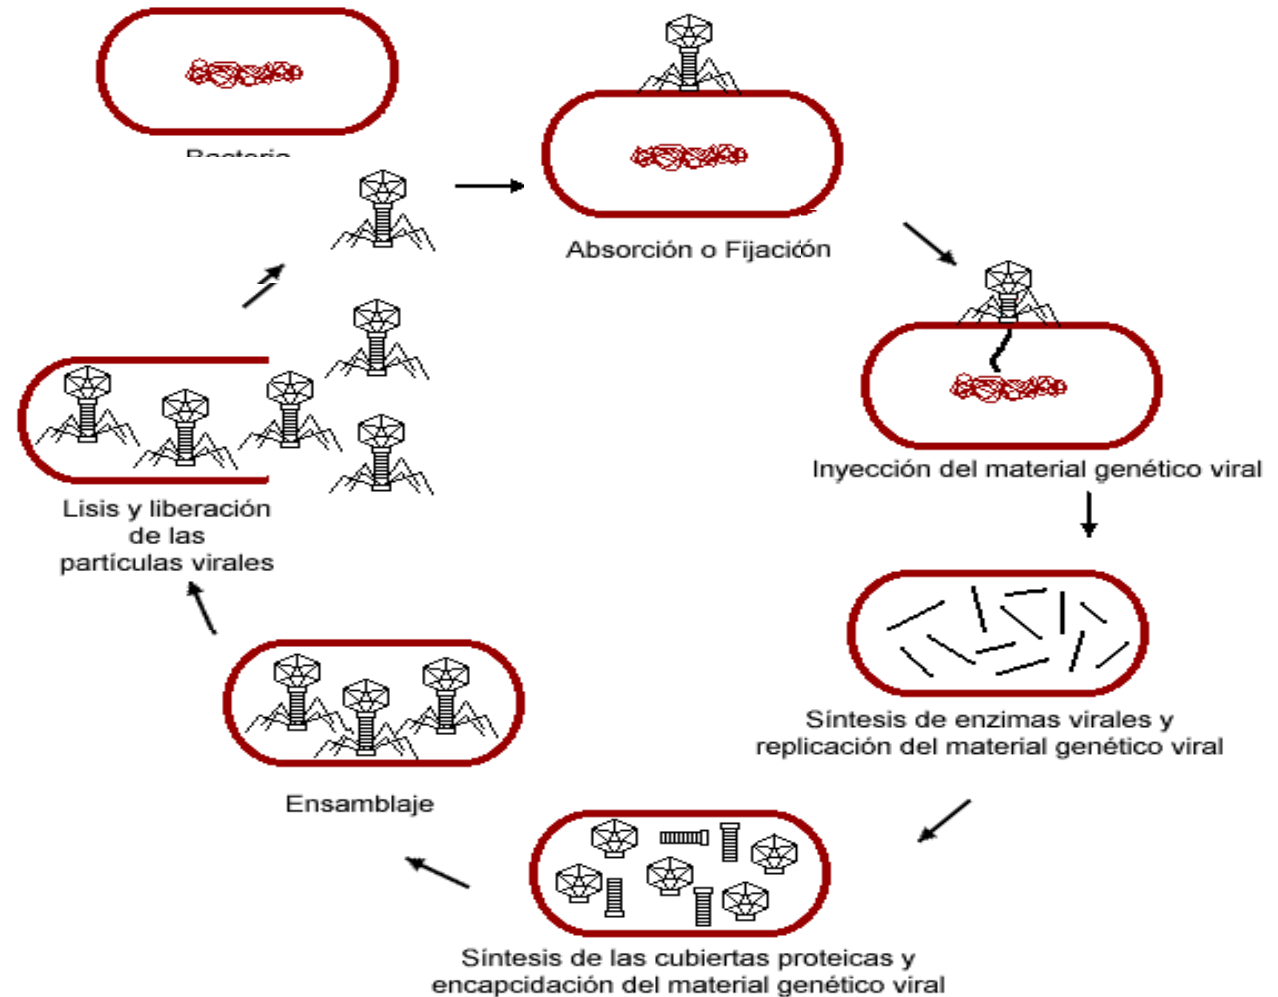 Bacteria
Absorción o Fijación
Inyección del material genético viral
Síntesis de enzimas virales y
replicación del material genético viral
Síntesis de las cubiertas proteicas y
encapcidación del material genético viral
Ensamblaje
Lisis y liberación
de las
partículas virales